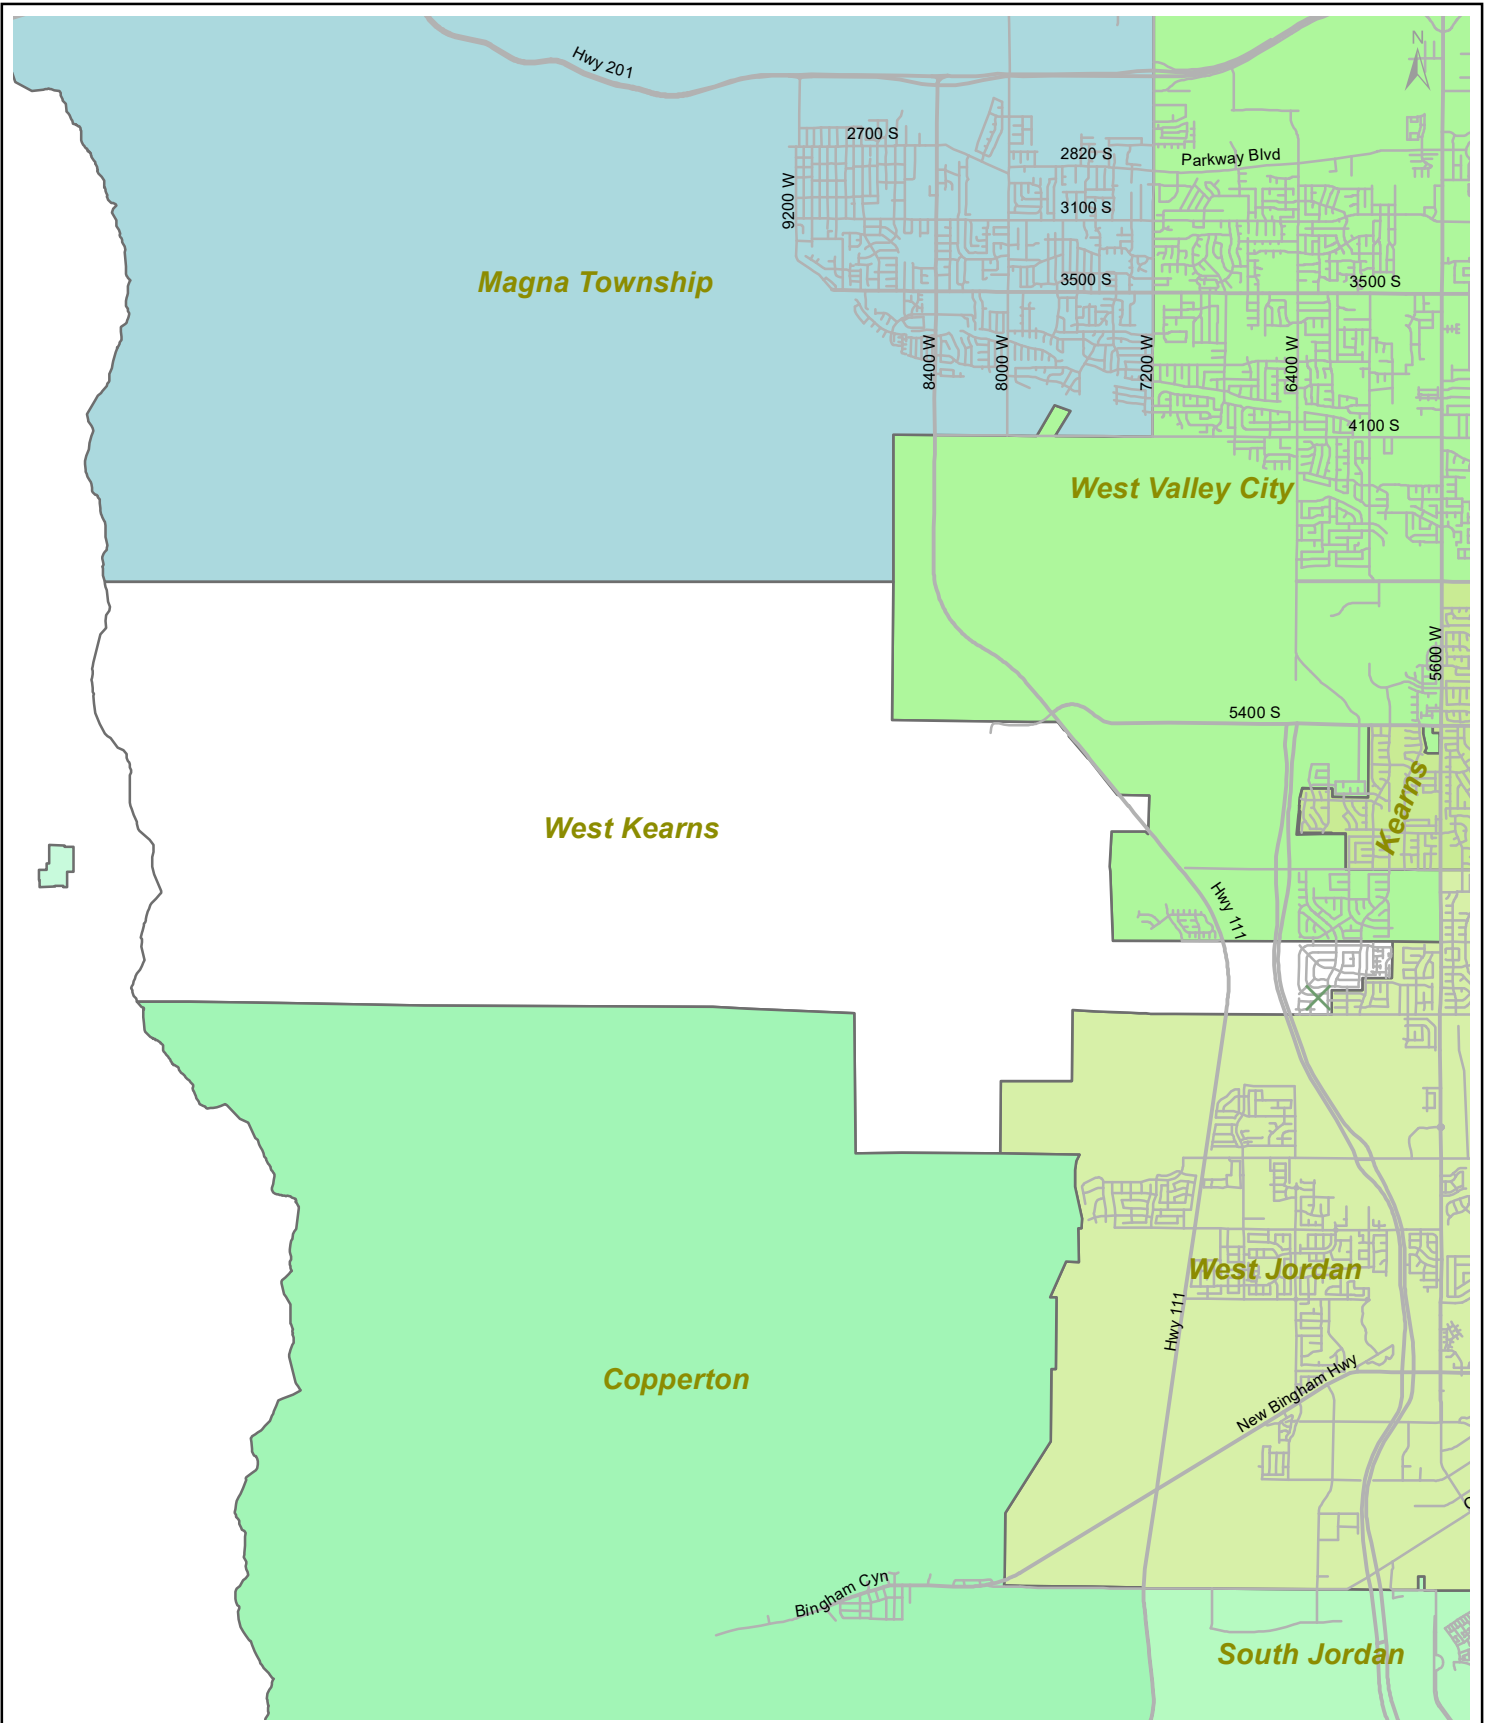 N
Hwy 201
2700 S
2820 S
Parkway Blvd
9200 W
3100 S
Magna Township
3500 S
3500 S
8400 W
8000 W
7200 W
6400 W
4100 S
West Valley City
5600 W
5400 S
Kearns
West Kearns
Hwy 111
West Jordan
Hwy 111
Copperton
New Bingham Hwy
Bingham Cyn
South Jordan